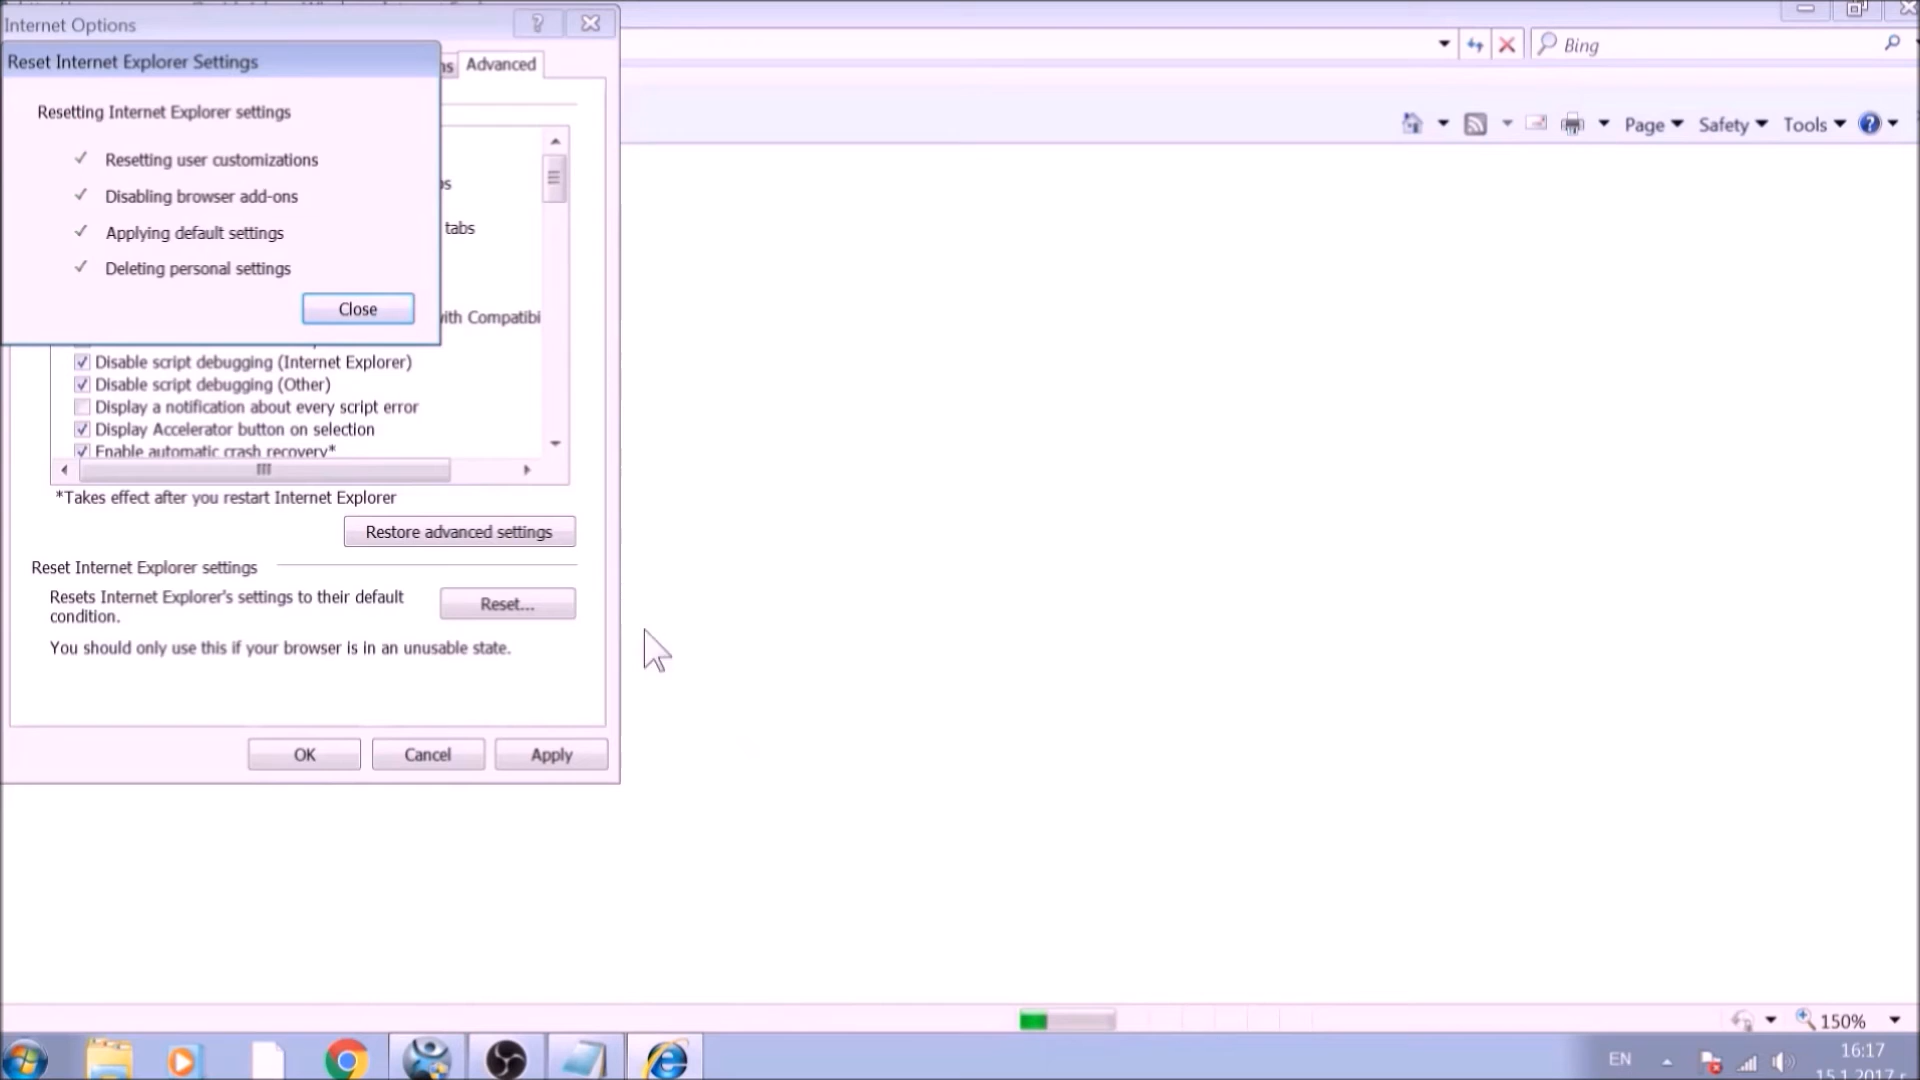 Internet Options
Bing
Reset Internet Explorer Settings
Advanced
Resetting Internet Explorer settings
Page
Safety
Tools
Resetting user customizations
Disabling browser add-ons
tabs
Applying default settings
Deleting personal settings
Close
with Compatibi
Disable script debugging (Internet Explorer)
Disable script debugging (Other)
Display a notification about every script error
Display Accelerator button on selection
Enable automatic crash recovery*
*Takes effect after you restart Internet Explorer
Restore advanced settings
Reset Internet Explorer settings
Resets Internet Explorer's settings to their default
condition.
Reset...
You should only use this if your browser is in an unusable state.
OK
Cancel
Apply
150%
EN
16:17
15.1.2017 г.